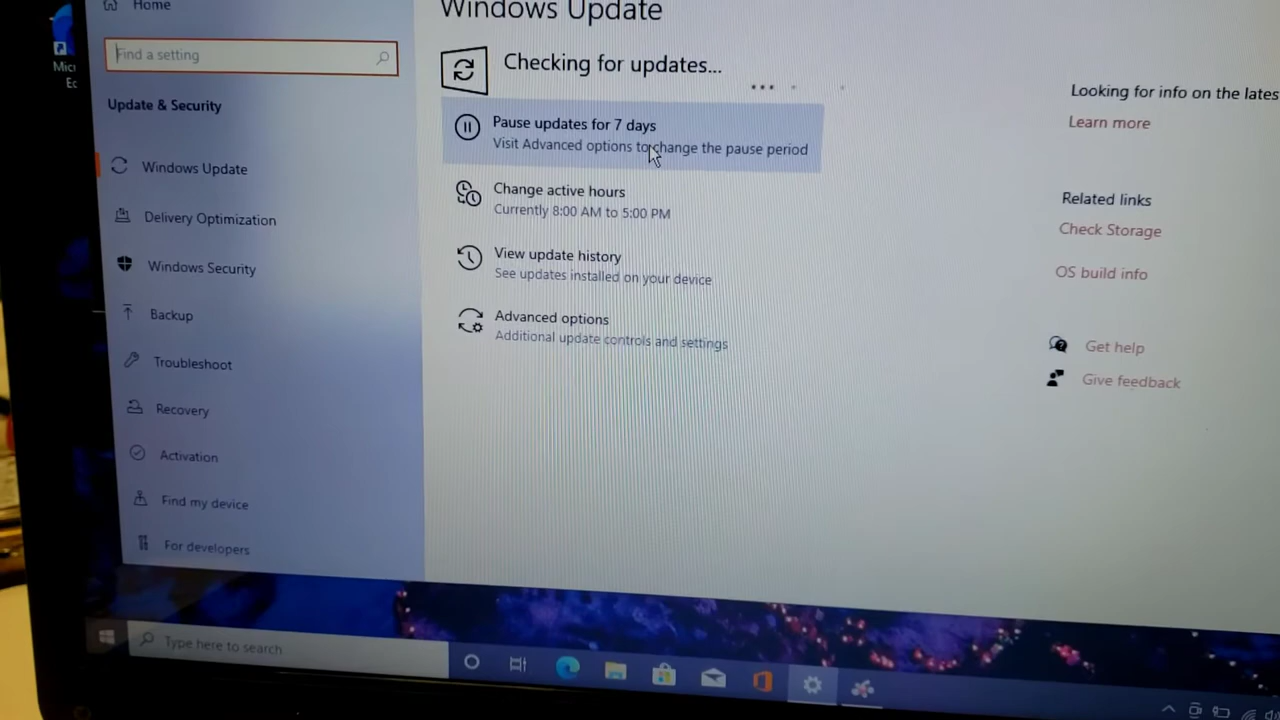 Home
Find a setting
Update & Security
Windows Update
Delivery Optimization
Windows Security
Backup
Troubleshoot
Recovery
Activation
Find my device
For developers
Windows Update
Checking for updates...
Pause updates for 7 days
Visit Advanced options to change the pause period
Change active hours
Currently 8:00 AM to 5:00 PM
View update history
See updates installed on your device
Advanced options
Additional update controls and settings
Looking for info on the lates
Learn more
Related links
Check Storage
OS build info
Get help
Give feedback
Mic
Ec
Type here to search